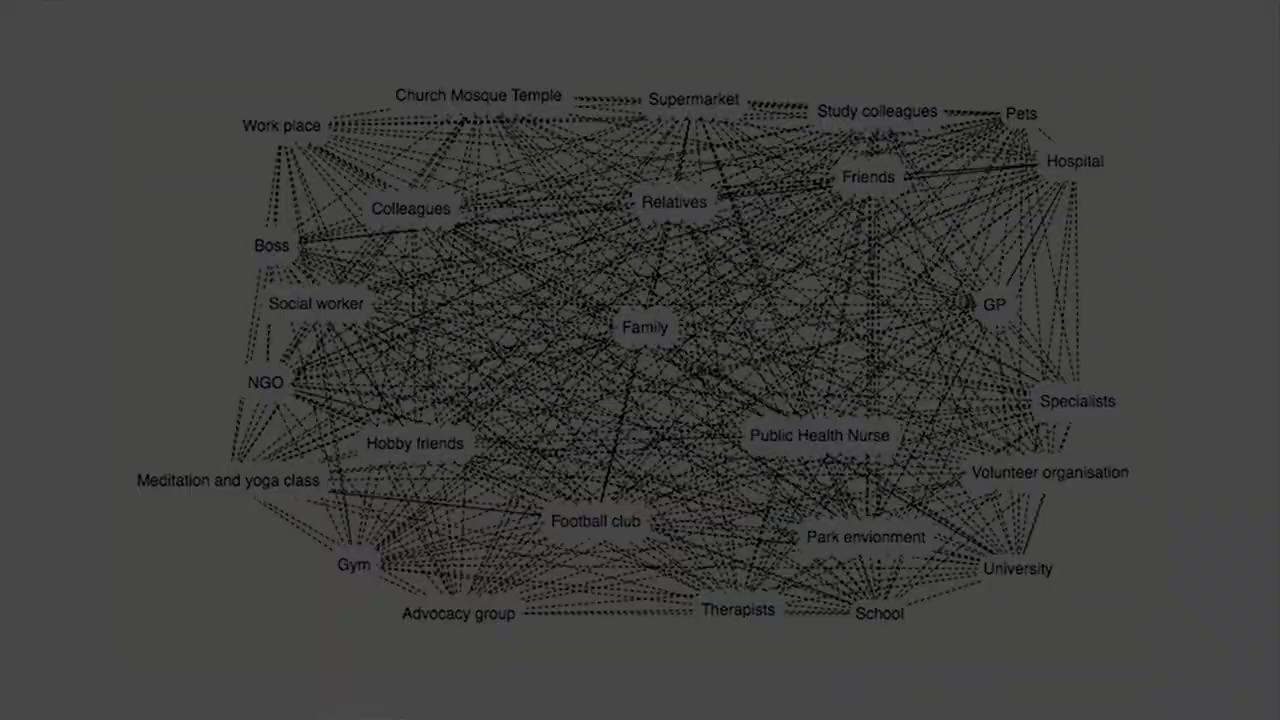 Church Mosque Temple
Supermarket
Study colleagues
Pets
Work place
Hospital
Friends
Relatives
Colleagues
Boss
Social worker
GP
Family
NGO
Specialists
Public Health Nurse
Hobby friends
Volunteer organisation
Meditation and yoga class
Football club
Park envionment
Gym
University
Therapists
Advocacy group
School